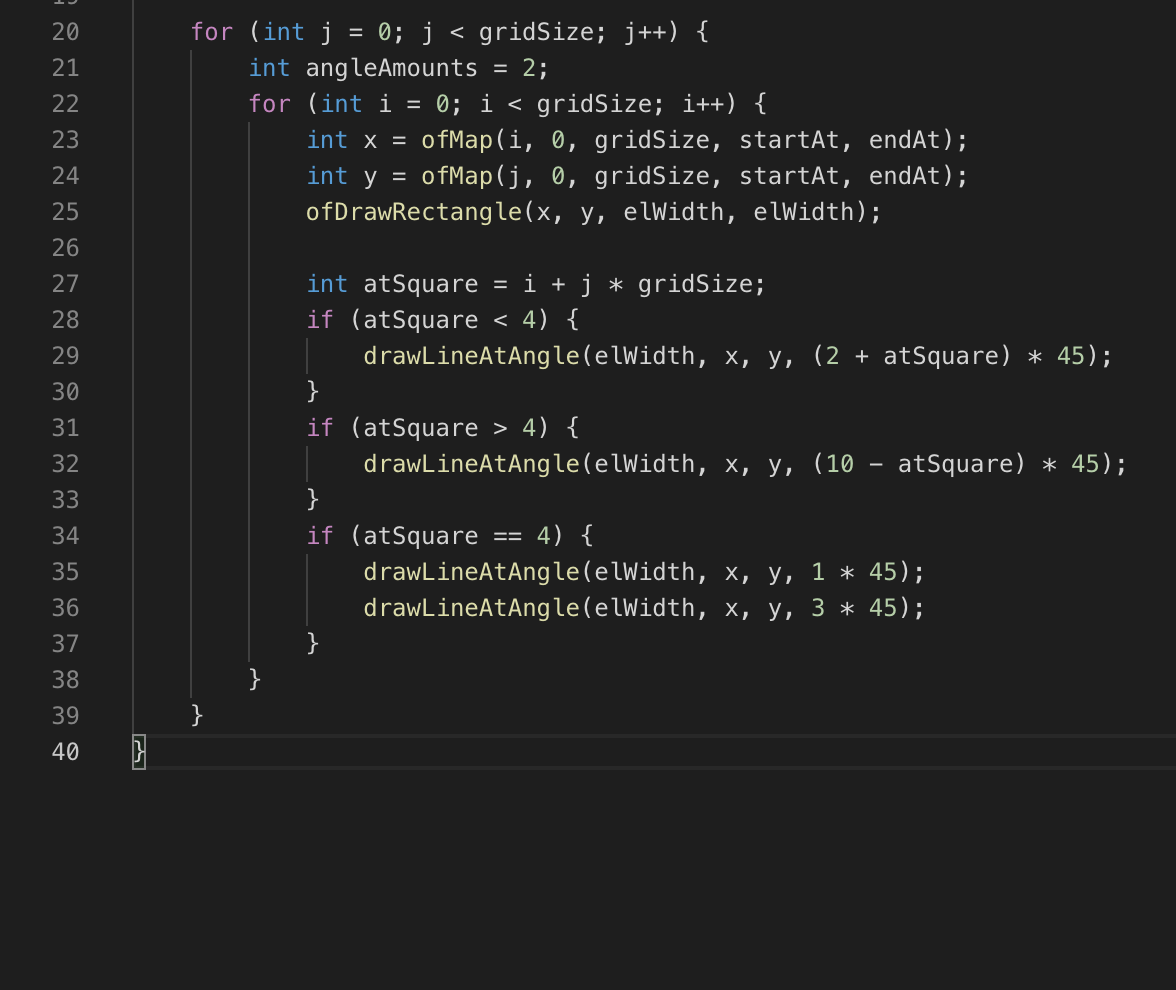 20 for (int j = 0; j < gridSize; j++) {
21 int angleAmounts = 2;
22 for (int i = 0; i < gridSize; i++) {
23 int x = ofMap(i, 0, gridSize, startAt, endAt);
24 int y = ofMap(j, 0, gridSize, startAt, endAt);
25 ofDrawRectangle(x, y, elWidth, elWidth);
26
27 int atSquare = i + j * gridSize;
28 if (atSquare < 4) {
29 drawLineAtAngle(elWidth, x, y, (2 + atSquare) * 45);
30 }
31 if (atSquare > 4) {
32 drawLineAtAngle(elWidth, x, y, (10 - atSquare) * 45);
33 }
34 if (atSquare == 4) {
35 drawLineAtAngle(elWidth, x, y, 1 * 45);
36 drawLineAtAngle(elWidth, x, y, 3 * 45);
37 }
38 }
39 }
40 }